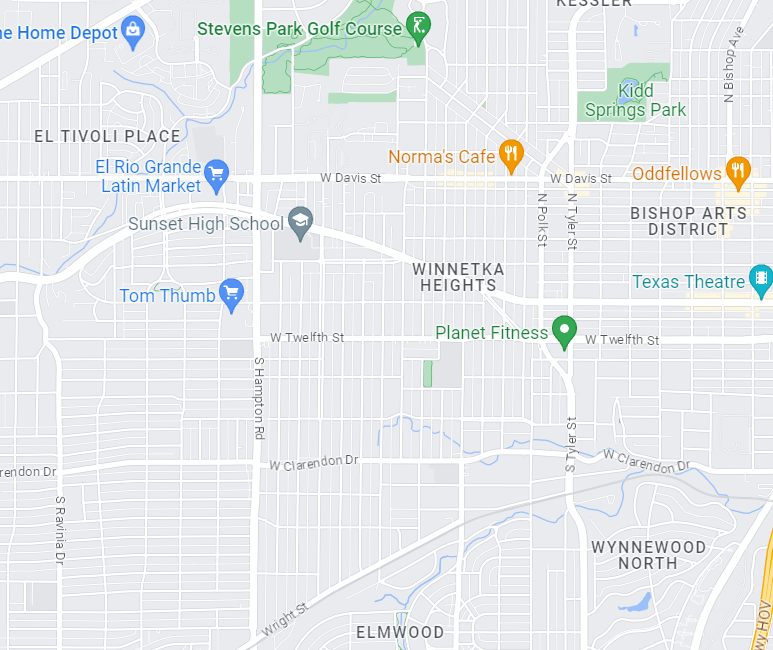 KESSLER
Stevens Park Golf Course
he Home Depot
N Bishop Ave
Kidd
Springs Park
EL TIVOLI PLACE
Norma's Cafe
El Rio Grande
Latin Market
Oddfellows
W Davis St
W Davis St
Sunset High School
N Polk St
N Tyler St
BISHOP ARTS
DISTRICT
WINNETKA
HEIGHTS
Texas Theatre
Tom Thumb
Planet Fitness
W Twelfth St
W Twelfth St
S Hampton Rd
S Tyler St
W Clarendon Dr
W Clarendon Dr
rendon Dr
S Ravinia Dr
WYNNEWOOD
NORTH
wy HOV
Wright St
ELMWOOD